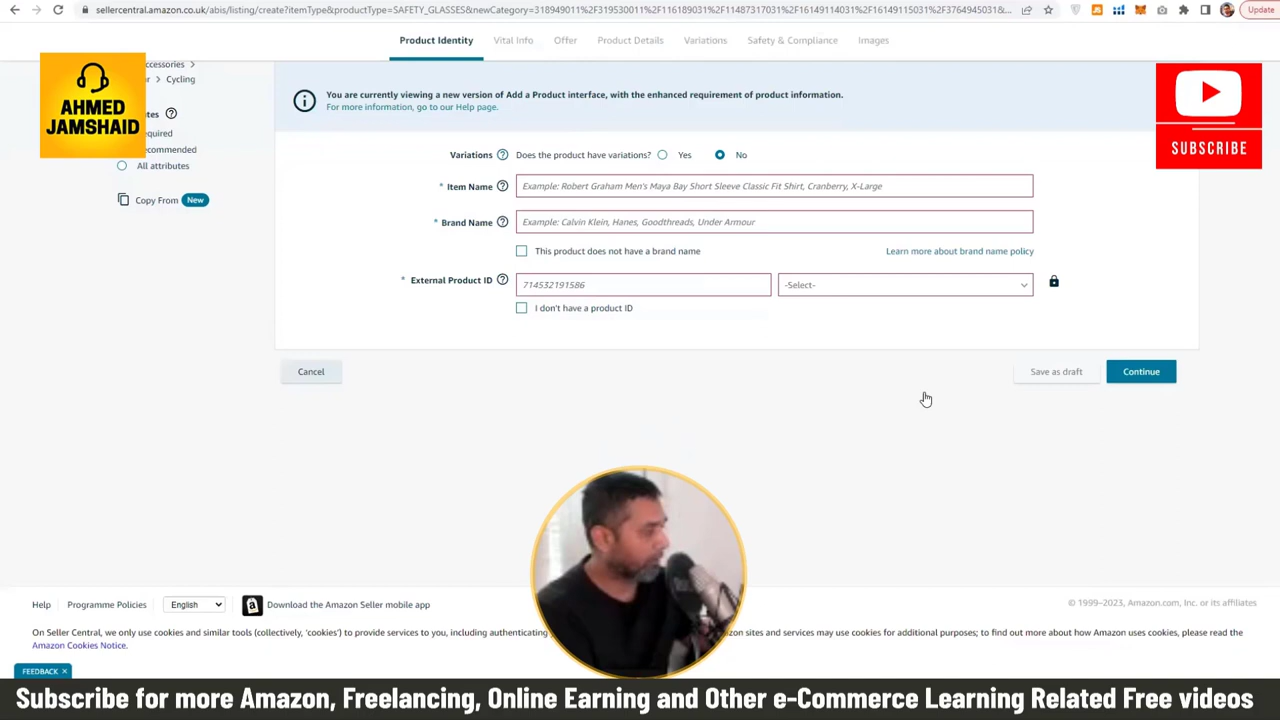 sellercentral.amazon.co.uk/abis/listing/create?itemType&productType=SAFETY_GLASSES&newCategory=318949011%2F319530011%2F116189031%2F11487317031%2F16149114031%2F16149115031%2F3764945031&...
Update
Product Identity
Vital Info
Offer
Product Details
Variations
Safety & Compliance
Images
Cycling
AHMED
JAMSHAID
SUBSCRIBE
You are currently viewing a new version of Add a Product interface, with the enhanced requirement of product information.
For more information, go to our Help page.
All attributes
Copy From New
Variations Does the product have variations? Yes No
* Item Name Example: Robert Graham Men's Maya Bay Short Sleeve Classic Fit Shirt, Cranberry, X-Large
* Brand Name Example: Calvin Klein, Hanes, Goodthreads, Under Armour
This product does not have a brand name Learn more about brand name policy
* External Product ID 714532191586 -Select-
I don't have a product ID
Cancel
Save as draft
Continue
Help Programme Policies English Download the Amazon Seller mobile app
© 1999–2023, Amazon.com, Inc. or its affiliates
On Seller Central, we only use cookies and similar tools (collectively, 'cookies') to provide services to you, including authenticating
sites and services may use cookies for additional purposes; to find out more about how Amazon uses cookies, please read the
Amazon Cookies Notice.
FEEDBACK ×
Subscribe for more Amazon, Freelancing, Online Earning and Other e-Commerce Learning Related Free videos